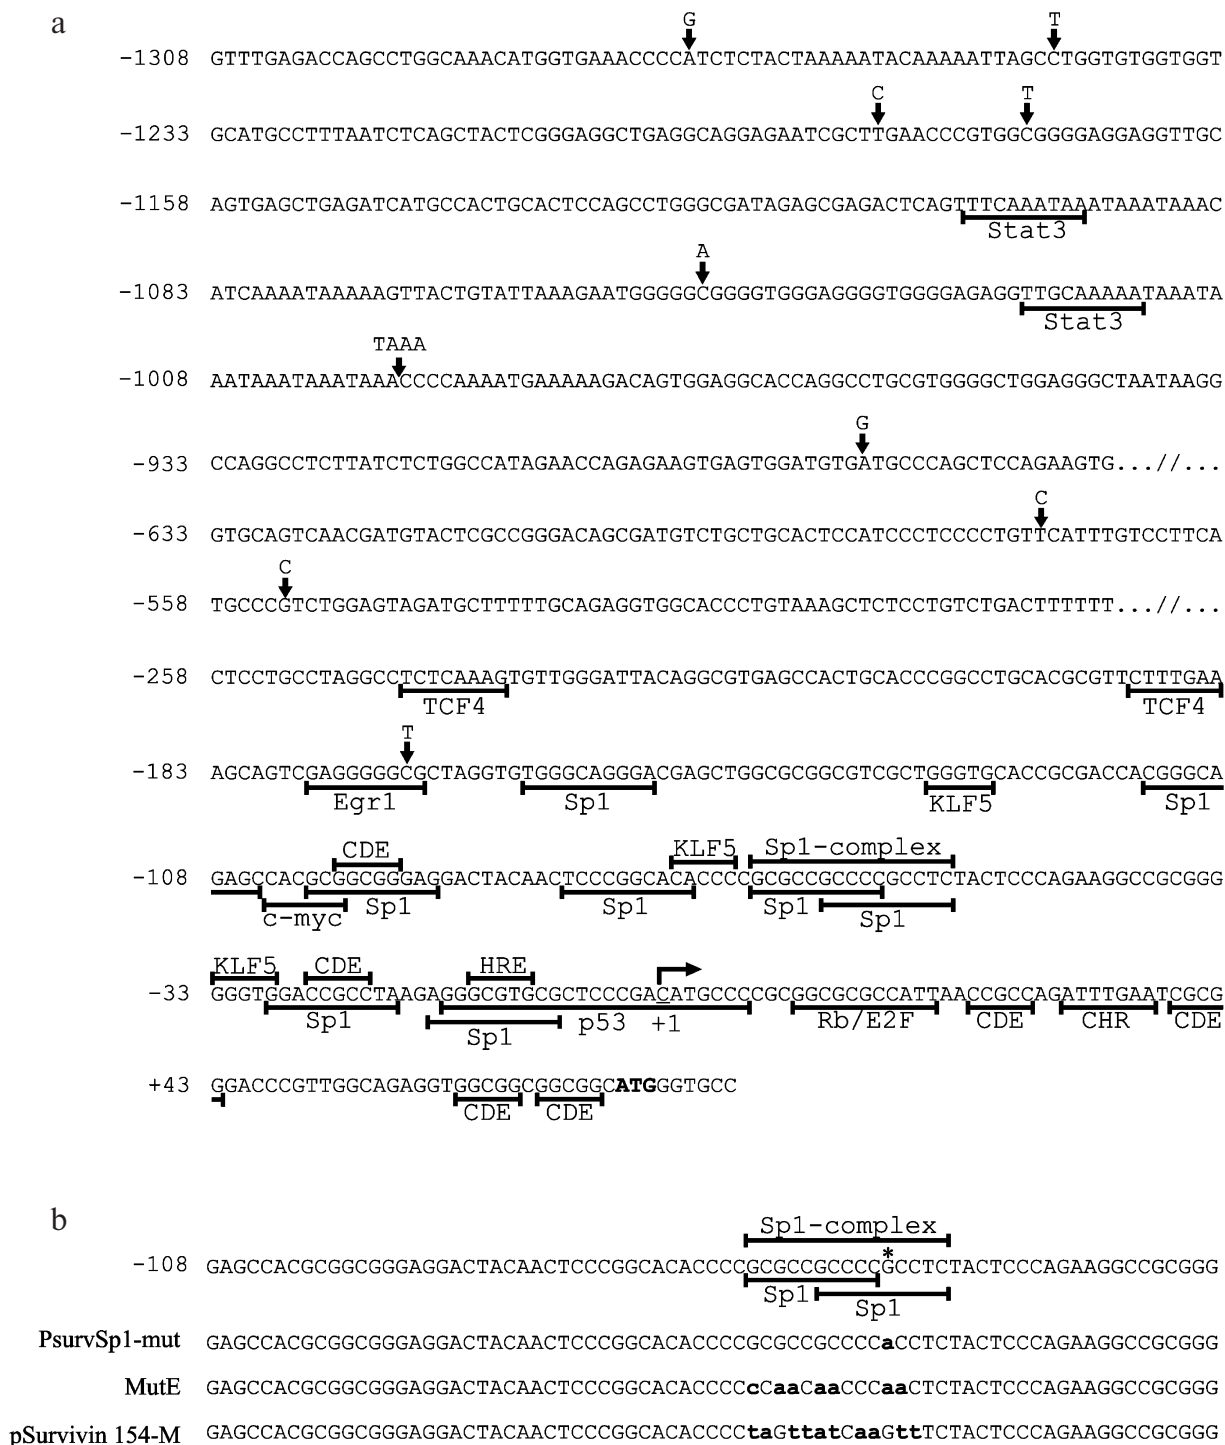 a
G T
-1308 GTTTGAGACCAGCCTGGCAAACATGGTGAAACCCCATCTCTACTAAAAATACAAAAATTAGCCTGGTGTGGTGGT
C T
-1233 GCATGCCTTTAATCTCAGCTACTCGGGAGGCTGAGGCAGGAGAATCGCTTGAACCCGTGGCGGGGAGGAGGTTGC
-1158 AGTGAGCTGAGATCATGCCACTGCACTCCAGCCTGGGCGATAGAGCGAGACTCAGTTTCAAATAAATAAATAAAC
Stat3
A
-1083 ATCAAAATAAAAAGTTACTGTATTAAAGAATGGGGGCGGGGTGGGAGGGGTGGGGAGAGGTTGCAAAAATAAATA
Stat3
TAAA
-1008 AATAAATAAATAAACCCCAAAATGAAAAAGACAGTGGAGGCACCAGGCCTGCGTGGGGCTGGAGGGCTAATAAGG
G
-933 CCAGGCCTCTTATCTCTGGCCATAGAACCAGAGAAGTGAGTGGATGTGATGCCCAGCTCCAGAAGTG...//...
C
-633 GTGCAGTCAACGATGTACTCGCCGGGACAGCGATGTCTGCTGCACTCCATCCCTCCCCTGTTCATTTGTCCTTCA
C
-558 TGCCCGTCTGGAGTAGATGCTTTTTGCAGAGGTGGCACCCTGTAAAGCTCTCCTGTCTGACTTTTTT...//...
-258 CTCCTGCCTAGGCCTCTCAAAGTGTTGGGATTACAGGCGTGAGCCACTGCACCCGGCCTGCACGCGTTCTTTGAA
TCF4 TCF4
T
-183 AGCAGTCGAGGGGGCGCTAGGTGTGGGCAGGGACGAGCTGGCGCGGCGTCGCTGGGTGCACCGCGACCACGGGCA
Egr1 Sp1 KLF5 Sp1
CDE KLF5 Sp1-complex
-108 GAGCCACGCGGCGGGAGGACTACAACTCCCGGCACACCCCGCGCCGCCCCGCCTCTACTCCCAGAAGGCCGCGGG
c-myc Sp1 Sp1 Sp1 Sp1
KLF5 CDE HRE
-33 GGGTGGACCGCCTAAGAGGGCGTGCGCTCCCGACATGCCCCGCGGCGCGCCATTAACCGCCAGATTTGAATCGCG
Sp1 Sp1 p53 +1 Rb/E2F CDE CHR CDE
+43 GGACCCGTTGGCAGAGGTGGCGGCGGCGGCATGGGTGCC
CDE CDE
b
Sp1-complex
*
-108 GAGCCACGCGGCGGGAGGACTACAACTCCCGGCACACCCCGCGCCGCCCCGCCTCTACTCCCAGAAGGCCGCGGG
Sp1 Sp1
PsurvSp1-mut GAGCCACGCGGCGGGAGGACTACAACTCCCGGCACACCCCGCGCCGCCCCaCCTCTACTCCCAGAAGGCCGCGGG
MutE GAGCCACGCGGCGGGAGGACTACAACTCCCGGCACACCCCcCaaCaaCCCaaCTCTACTCCCAGAAGGCCGCGGG
pSurvivin 154-M GAGCCACGCGGCGGGAGGACTACAACTCCCGGCACACCCCtaGttatCaaGttTCTACTCCCAGAAGGCCGCGGG